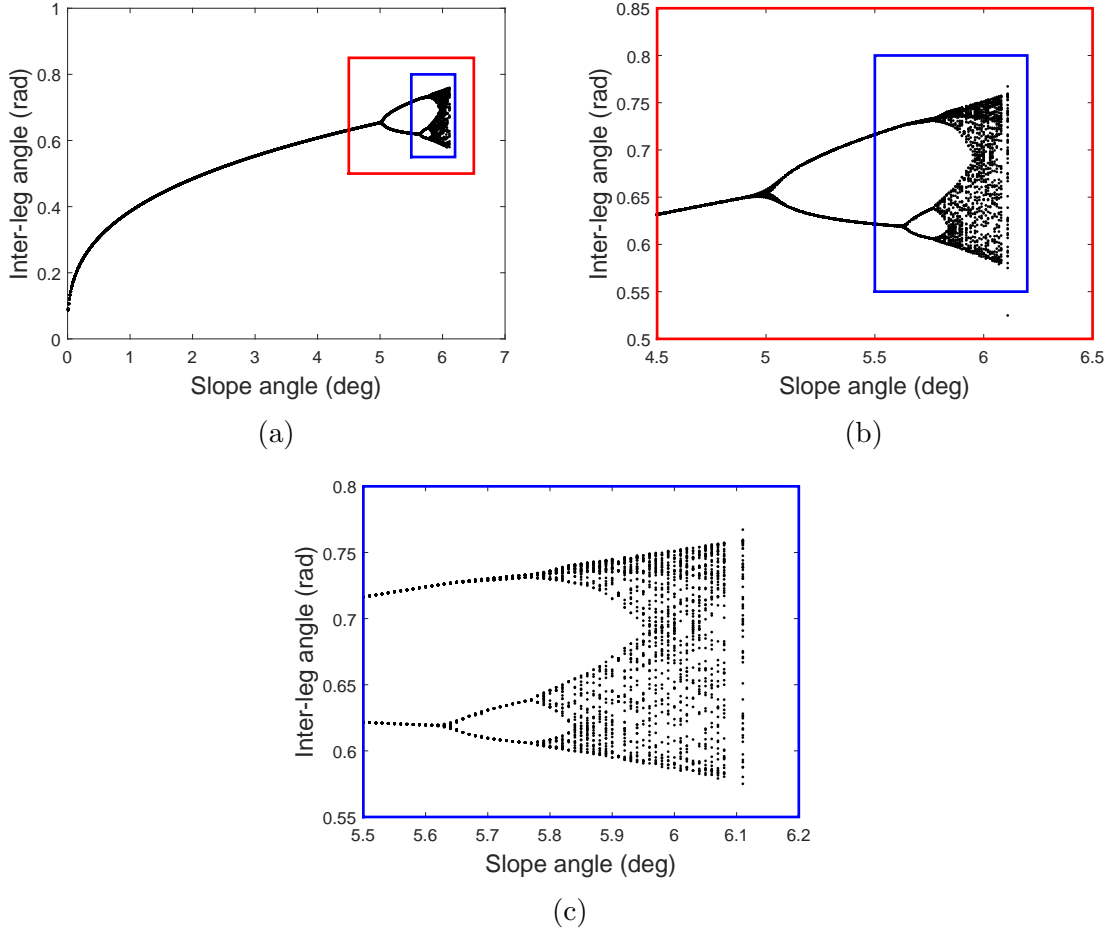 1
0.8
0.6
0.4
0.2
0
0 1 2 3 4 5 6 7
Inter-leg angle (rad)
Slope angle (deg)
(a)
0.85
0.8
0.75
0.7
0.65
0.6
0.55
0.5
4.5 5 5.5 6 6.5
Inter-leg angle (rad)
Slope angle (deg)
(b)
0.8
0.75
0.7
0.65
0.6
0.55
5.5 5.6 5.7 5.8 5.9 6 6.1 6.2
Inter-leg angle (rad)
Slope angle (deg)
(c)